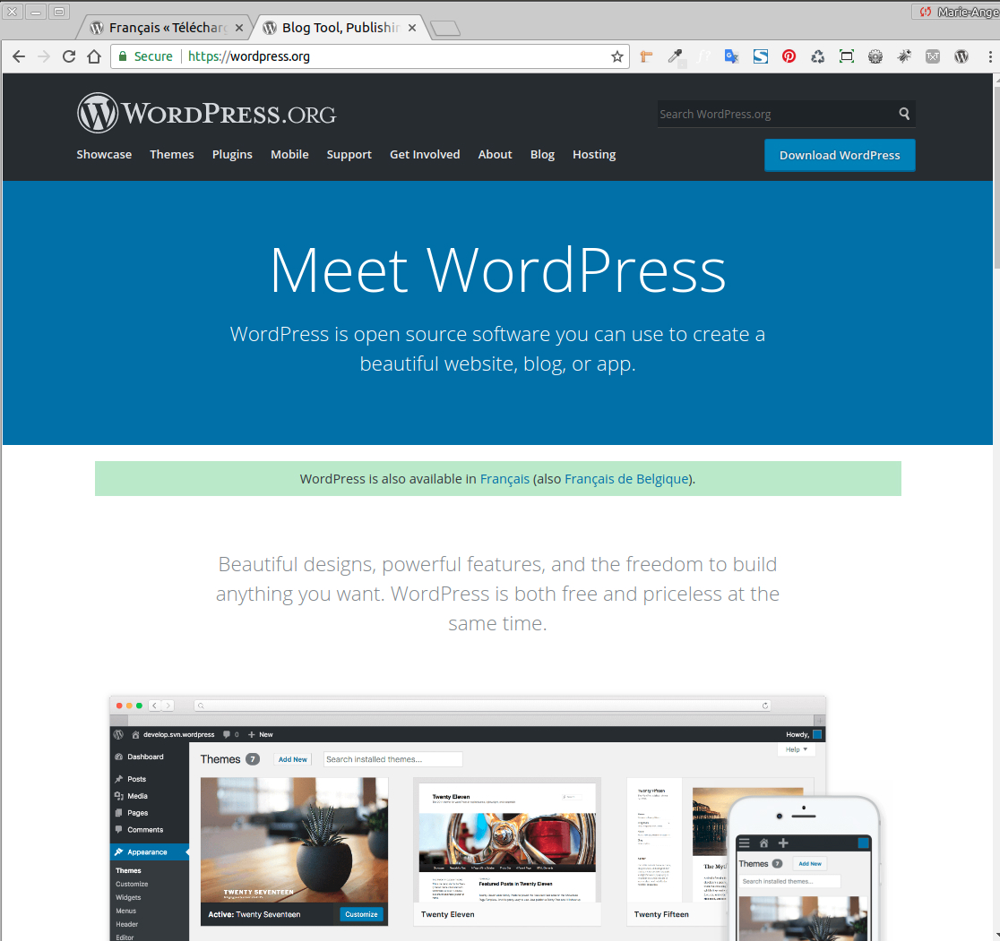 Marie-Ange
Français « Téléchar
Blog Tool, Publishin
Secure
https://wordpress.org
WORDPRESS.ORG
Search WordPress.org
Showcase Themes Plugins Mobile Support Get Involved About Blog Hosting
Download WordPress
Meet WordPress
WordPress is open source software you can use to create a
beautiful website, blog, or app.
WordPress is also available in Français (also Français de Belgique).
Beautiful designs, powerful features, and the freedom to build
anything you want. WordPress is both free and priceless at the
same time.
develop.svn.wordpress 0 + New
Howdy,
Help
Dashboard
Posts
Media
Pages
Comments
Appearance
Themes
Customize
Widgets
Menus
Header
Editor
Themes 7 Add New
Search installed themes...
TWENTY SEVENTEEN
Active: Twenty Seventeen
Customize
Twenty Eleven
Featured Posts in Twenty Eleven
Twenty Eleven
Twenty Fifteen
The Myth
Twenty Fifteen
Themes 7 Add New
Search installed themes...